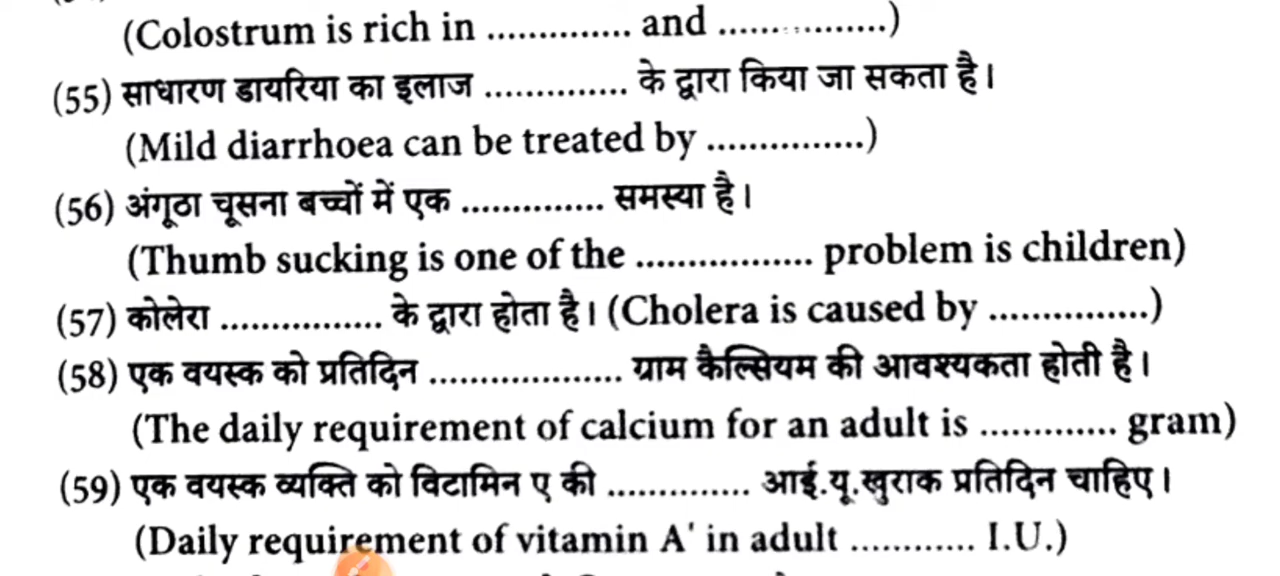 (Colostrum is rich in .............. and ................)
(55) साधारण डायरिया का इलाज .............. के द्वारा किया जा सकता है।
(Mild diarrhoea can be treated by ...............)
(56) अंगूठा चूसना बच्चों में एक .............. समस्या है।
(Thumb sucking is one of the ................. problem is children)
(57) कोलेरा ................ के द्वारा होता है। (Cholera is caused by ...............)
(58) एक वयस्क को प्रतिदिन ................... ग्राम कैल्सियम की आवश्यकता होती है।
(The daily requirement of calcium for an adult is ............. gram)
(59) एक वयस्क व्यक्ति को विटामिन ए की .............. आई.यू.खुराक प्रतिदिन चाहिए।
(Daily requirement of vitamin A' in adult ............ I.U.)